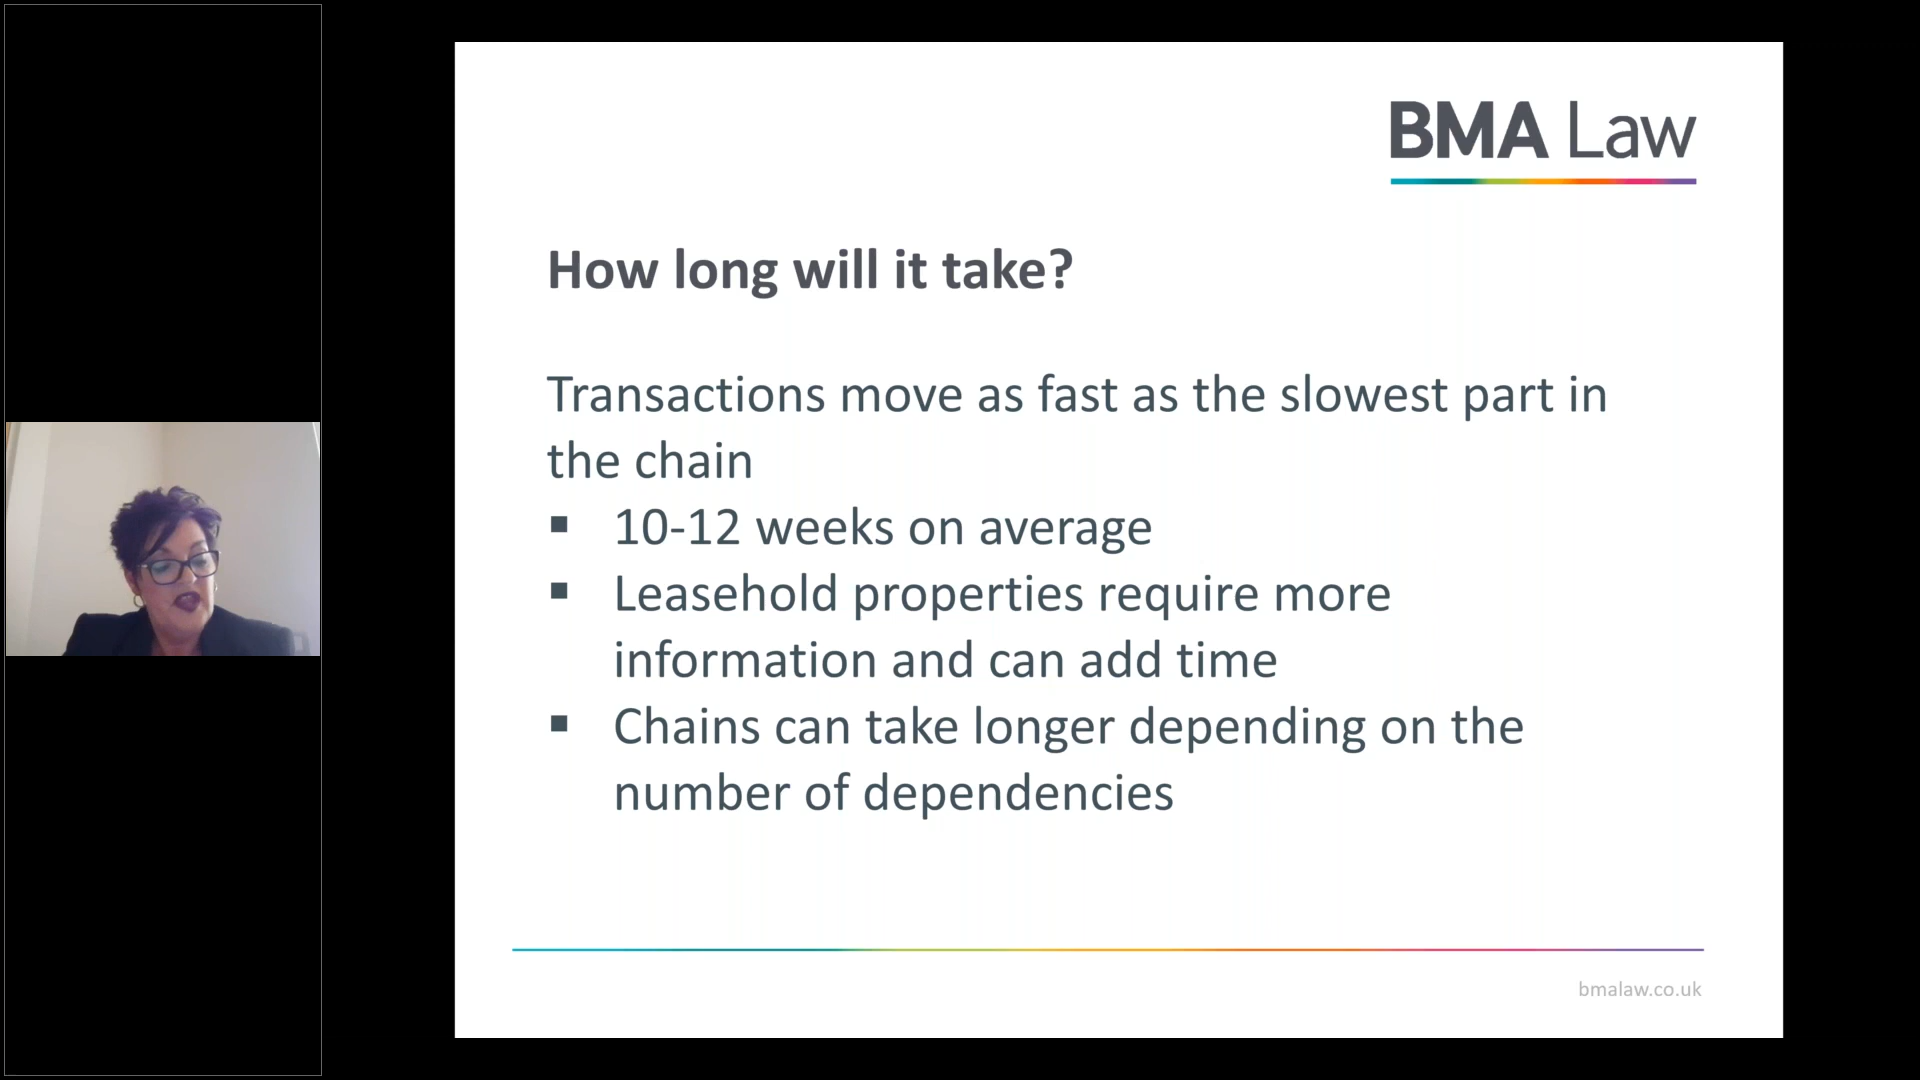 BMA Law
How long will it take?
Transactions move as fast as the slowest part in
the chain
▪ 10-12 weeks on average
▪ Leasehold properties require more
information and can add time
▪ Chains can take longer depending on the
number of dependencies
bmalaw.co.uk